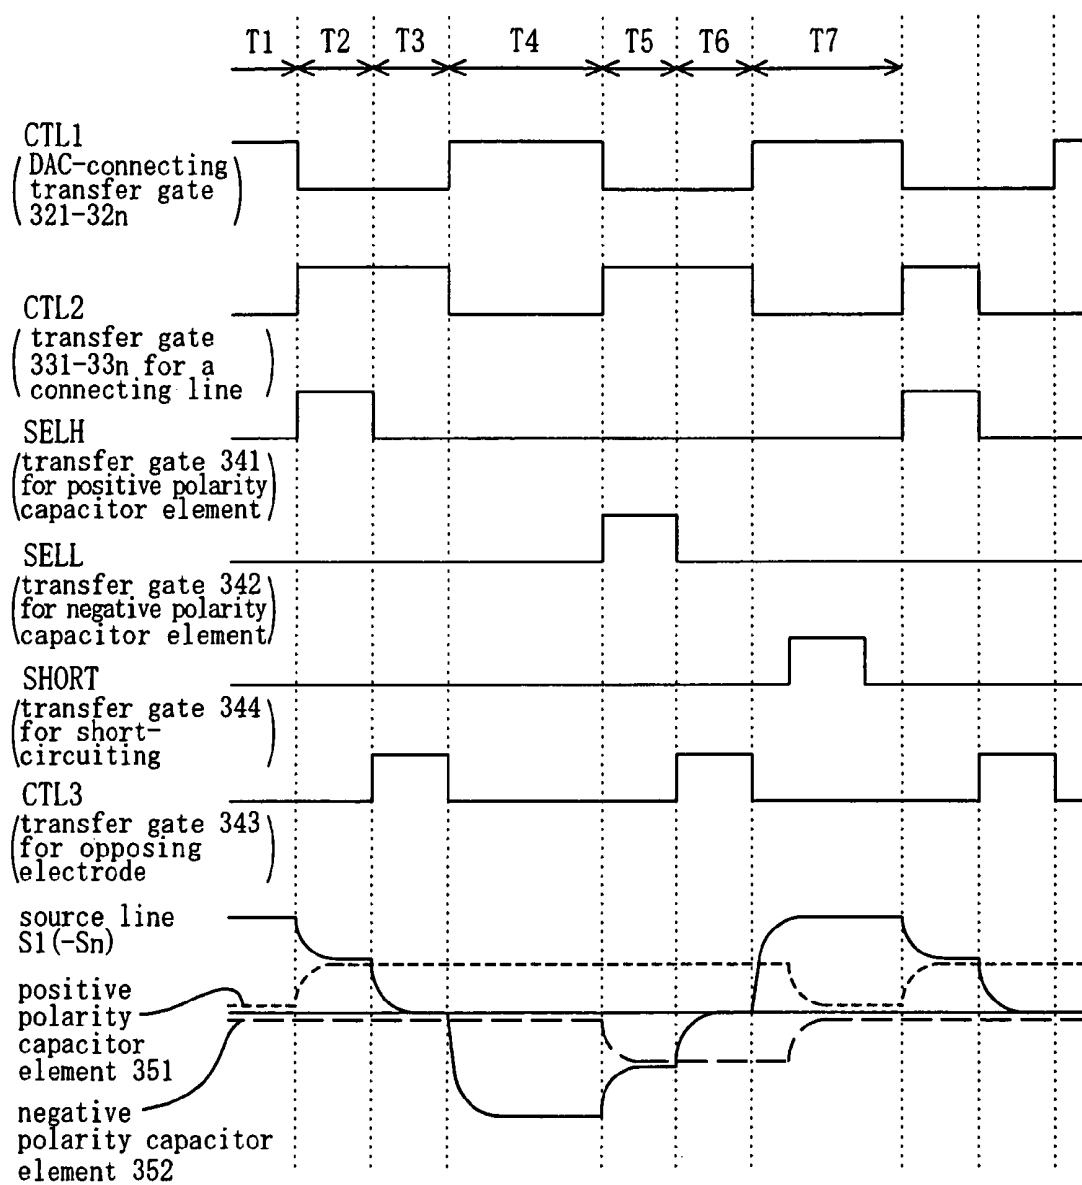 T1 T2 T3 T4 T5 T6 T7
CTL1
DAC-connecting
transfer gate
321-32n
CTL2
transfer gate
331-33n for a
connecting line
SELH
transfer gate 341
for positive polarity
capacitor element
SELL
transfer gate 342
for negative polarity
capacitor element
SHORT
transfer gate 344
for short-
circuiting
CTL3
transfer gate 343
for opposing
electrode
source line
S1(-Sn)
positive
polarity
capacitor
element 351
negative
polarity capacitor
element 352